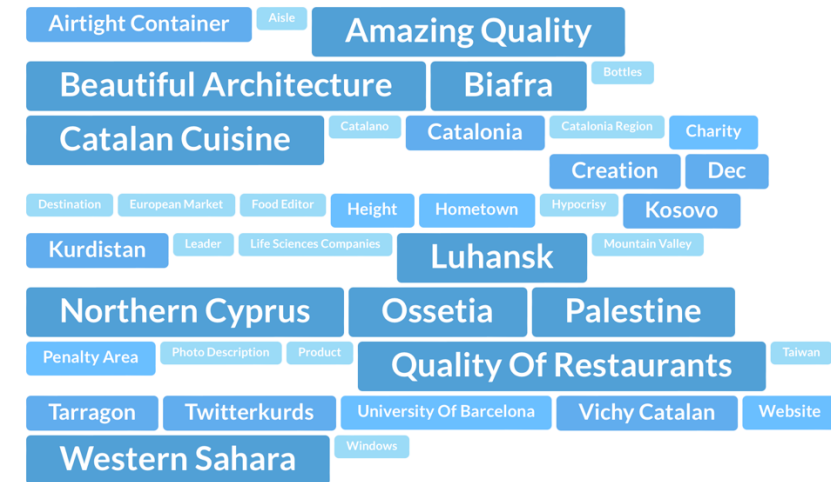 Airtight Container Aisle Amazing Quality
Beautiful Architecture Biafra Bottles
Catalan Cuisine Catalano Catalonia Catalonia Region Charity
Creation Dec
Destination European Market Food Editor Height Hometown Hypocrisy Kosovo
Kurdistan Leader Life Sciences Companies Luhansk Mountain Valley
Northern Cyprus Ossetia Palestine
Penalty Area Photo Description Product Quality Of Restaurants Taiwan
Tarragon Twitterkurds University Of Barcelona Vichy Catalan Website
Western Sahara Windows